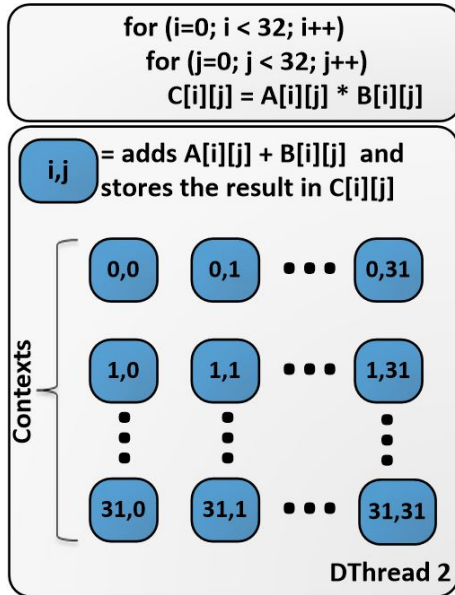 for (i=0; i < 32; i++)
for (j=0; j < 32; j++)
C[i][j] = A[i][j] * B[i][j]
i,j = adds A[i][j] + B[i][j] and
stores the result in C[i][j]
Contexts
0,0 0,1 ••• 0,31
1,0 1,1 ••• 1,31
31,0 31,1 ••• 31,31
DThread 2